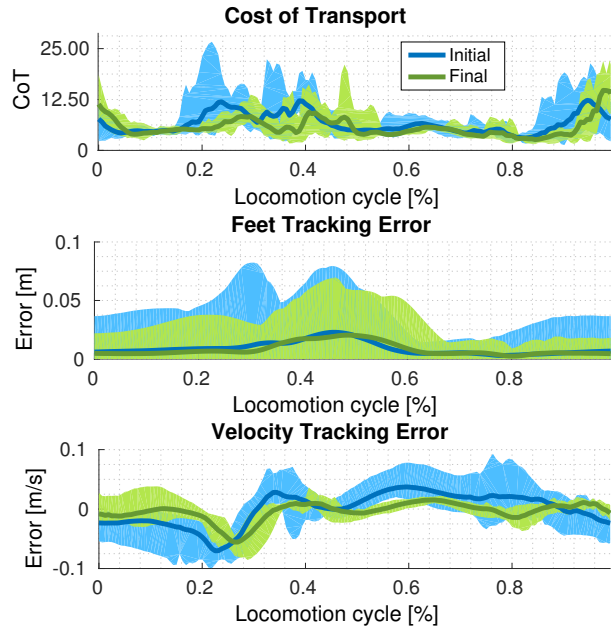 Cost of Transport
25.00
12.50
0
CoT
Initial
Final
0 0.2 0.4 0.6 0.8
Locomotion cycle [%]
Feet Tracking Error
0.1
0.05
0
Error [m]
0 0.2 0.4 0.6 0.8
Locomotion cycle [%]
Velocity Tracking Error
0.1
0
-0.1
Error [m/s]
0 0.2 0.4 0.6 0.8
Locomotion cycle [%]